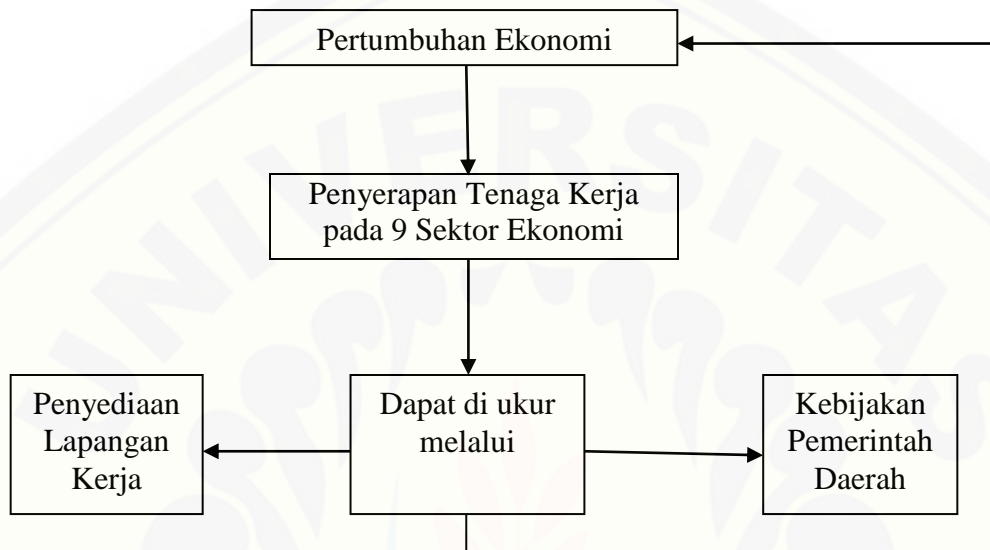 Pertumbuhan Ekonomi
Penyerapan Tenaga Kerja
pada 9 Sektor Ekonomi
Penyediaan
Lapangan
Kerja
Dapat di ukur
melalui
Kebijakan
Pemerintah
Daerah
UNIVERSITAS